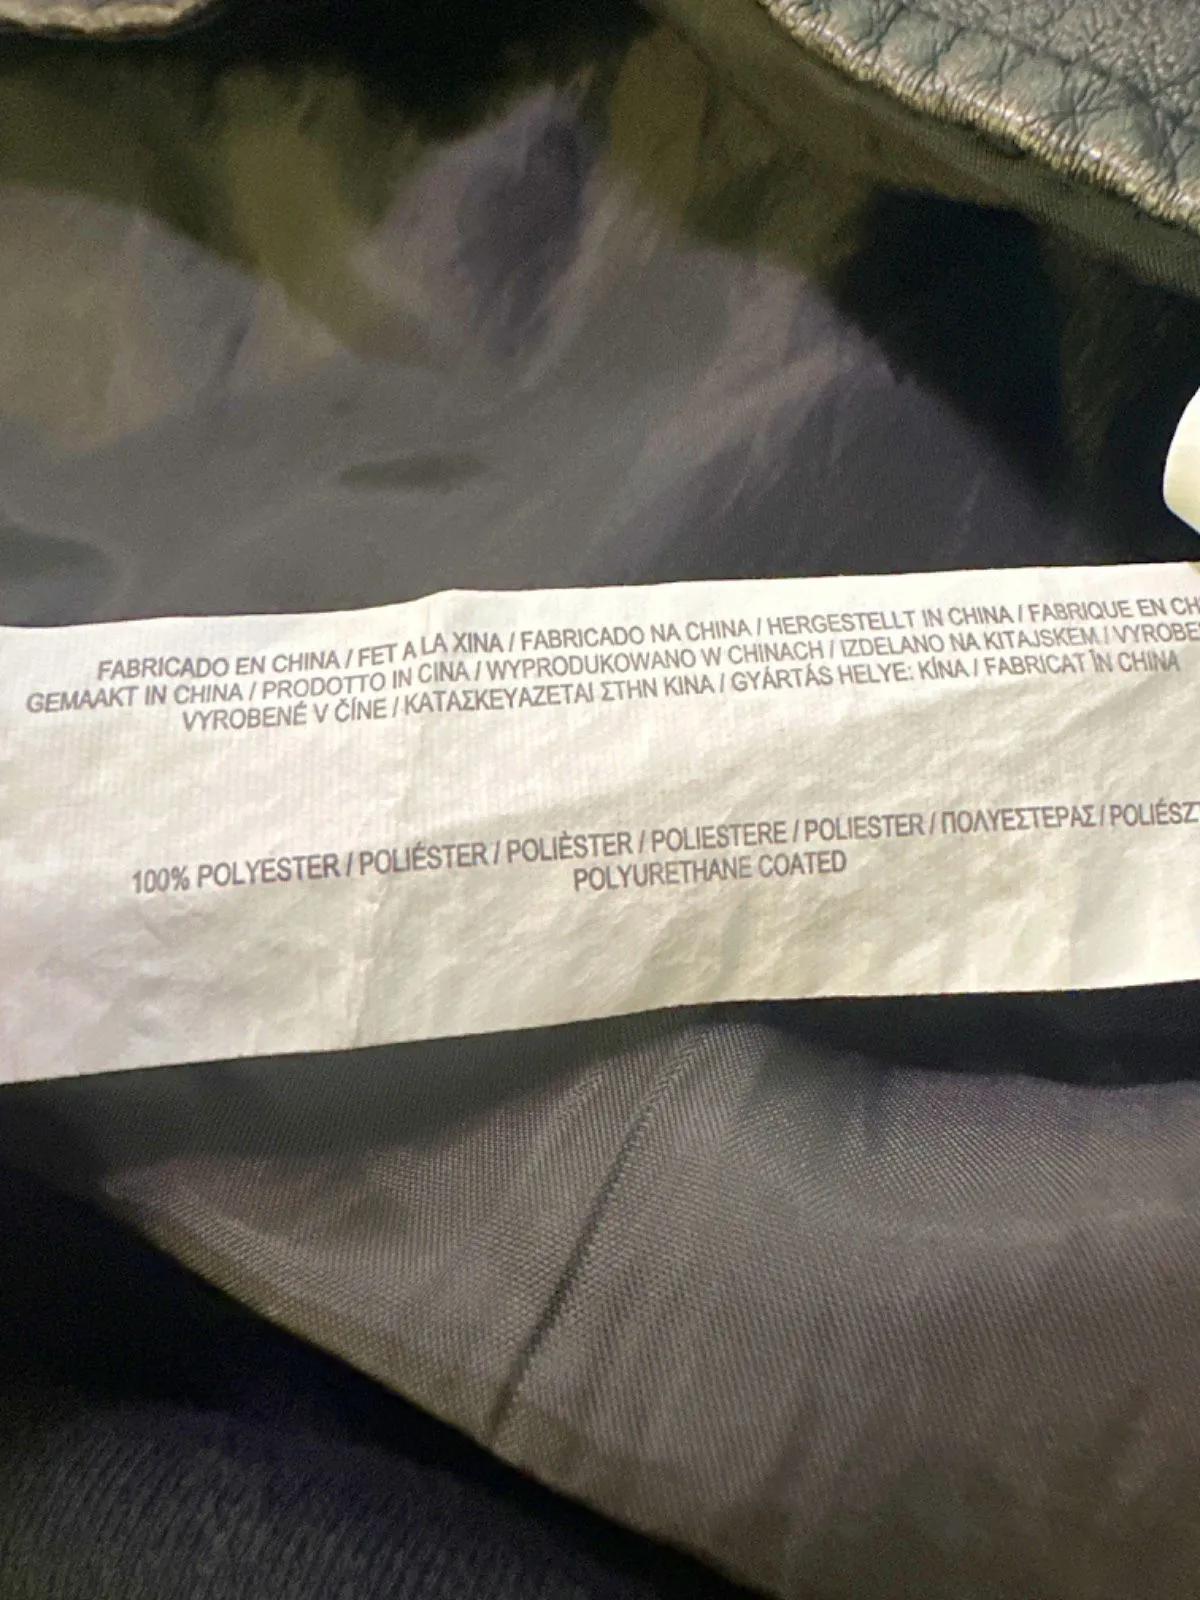 FABRICADO EN CHINA / FET A LA XINA / FABRICADO NA CHINA / HERGESTELLT IN CHINA / FABRIQUE EN CH
GEMAAKT IN CHINA / PRODOTTO IN CINA / WYPRODUKOWANO W CHINACH / IZDELANO NA KITAJSKEM / VYROBE
VYROBENÉ V ČÍNE / ΚΑΤΑΣΚΕΥΑΖΕΤΑΙ ΣΤΗΝ ΚΙΝΑ / GYÁRTÁS HELYE: KÍNA / FABRICAT ÎN CHINA
100% POLYESTER / POLIÉSTER / POLIÈSTER / POLIESTERE / POLIESTER / ΠΟΛΥΕΣΤΕΡΑΣ / POLIÉSZ
POLYURETHANE COATED